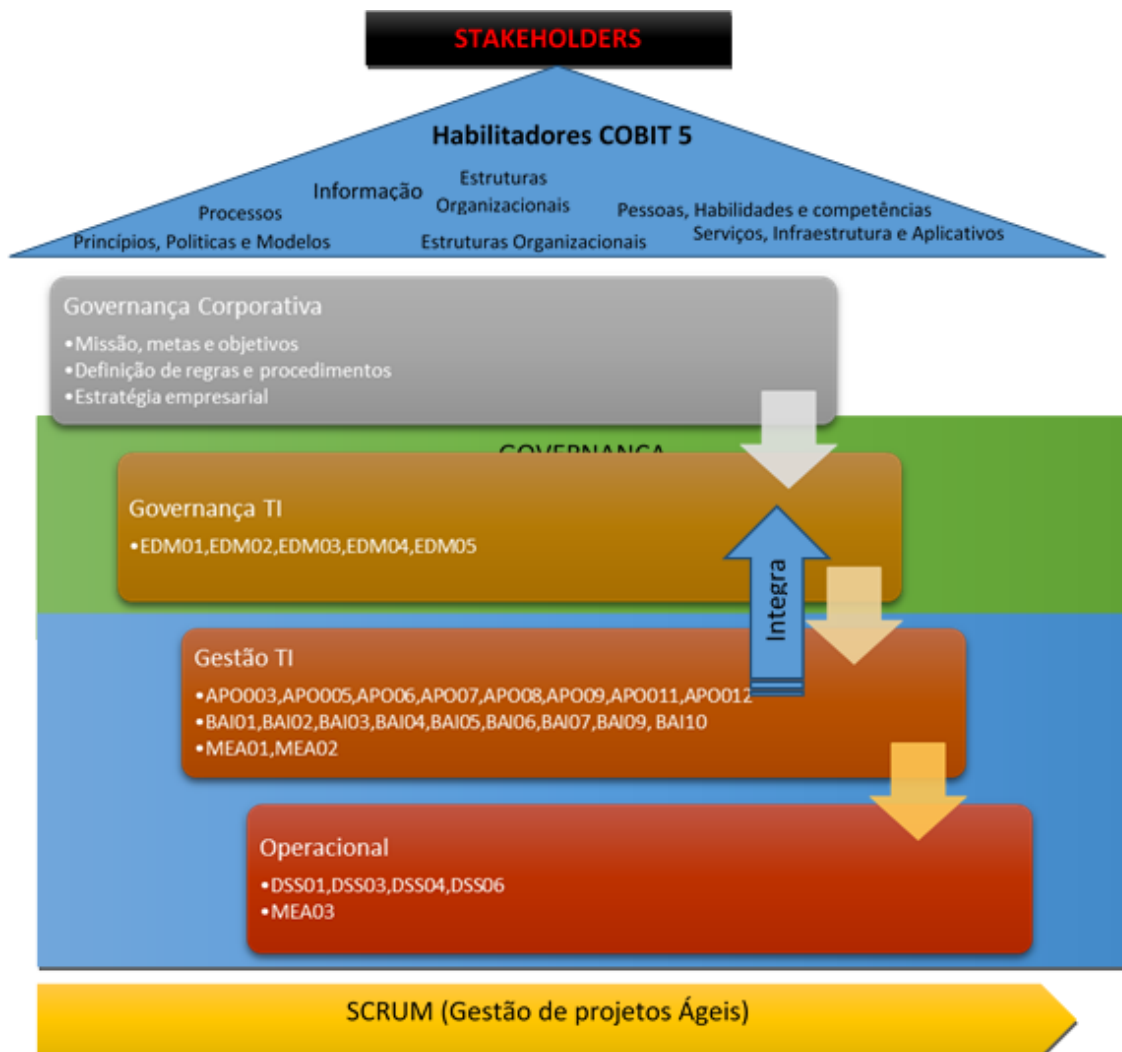 STAKEHOLDERS
Habilitadores COBIT 5
Informação
Estruturas
Organizacionais
Processos
Pessoas, Habilidades e competências
Princípios, Politicas e Modelos
Estruturas Organizacionais
Serviços, Infraestrutura e Aplicativos
Governança Corporativa
•Missão, metas e objetivos
•Definição de regras e procedimentos
•Estratégia empresarial
GOVERNANÇA
Governança TI
•EDM01,EDM02,EDM03,EDM04,EDM05
Integra
Gestão TI
•APO003,APO005,APO06,APO07,APO08,APO09,APO011,APO012
•BAI01,BAI02,BAI03,BAI04,BAI05,BAI06,BAI07,BAI09, BAI10
•MEA01,MEA02
Operacional
•DSS01,DSS03,DSS04,DSS06
•MEA03
SCRUM (Gestão de projetos Ágeis)